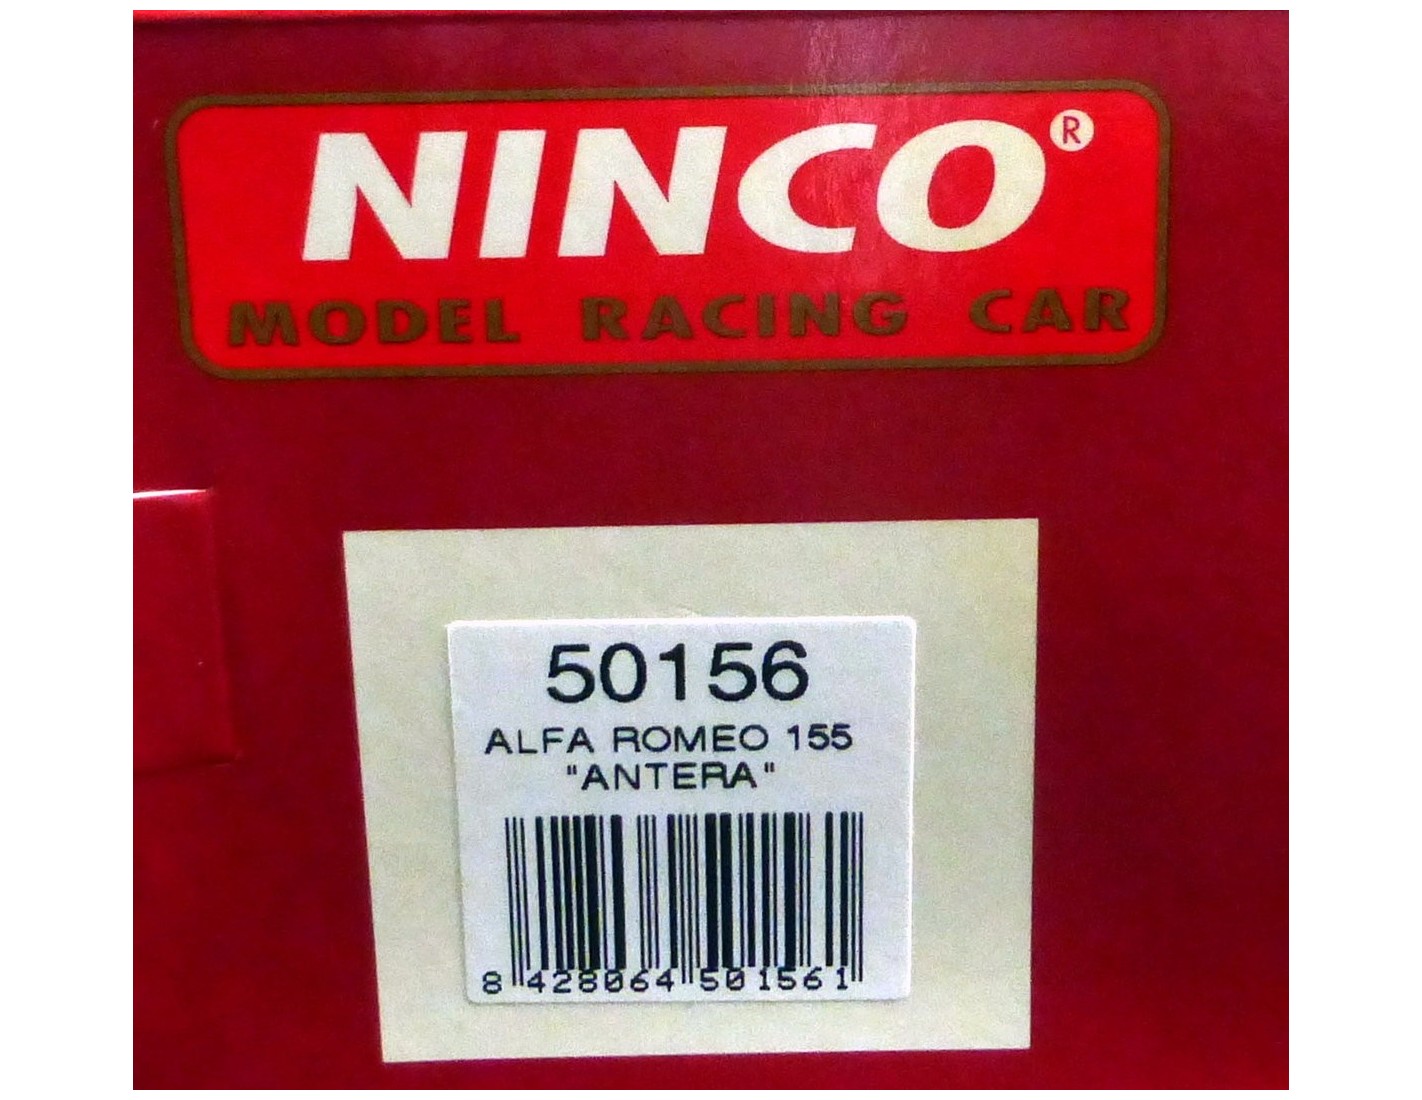 NINCO®
MODEL RACING CAR
50156
ALFA ROMEO 155
"ANTERA"
8 428064 501561